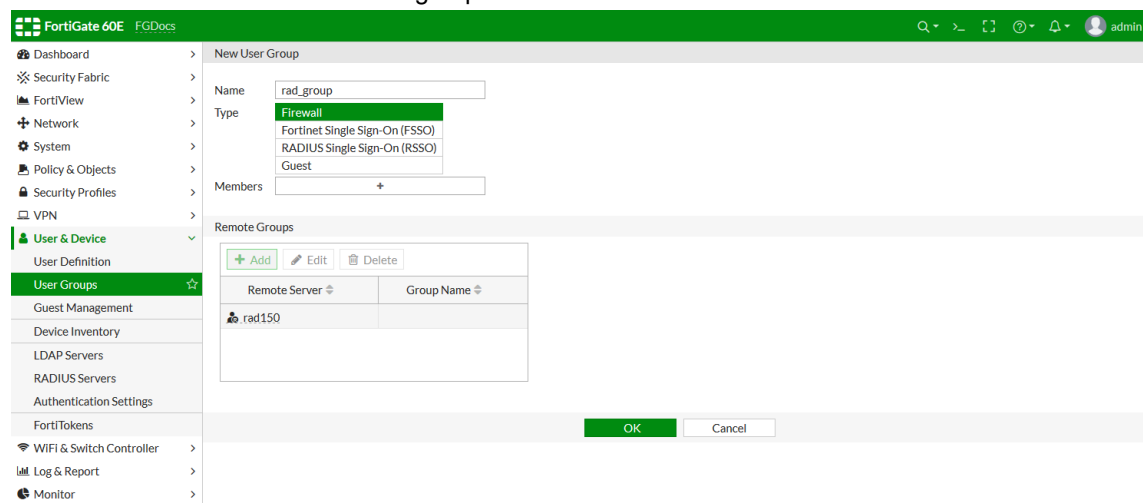 FortiGate 60E FGDocs
admin
Dashboard
Security Fabric
FortiView
Network
System
Policy & Objects
Security Profiles
VPN
User & Device
User Definition
User Groups
Guest Management
Device Inventory
LDAP Servers
RADIUS Servers
Authentication Settings
FortiTokens
WiFi & Switch Controller
Log & Report
Monitor
New User Group
Name rad_group
Type Firewall
Fortinet Single Sign-On (FSSO)
RADIUS Single Sign-On (RSSO)
Guest
Members +
Remote Groups
+ Add Edit Delete
Remote Server Group Name
rad150
OK Cancel